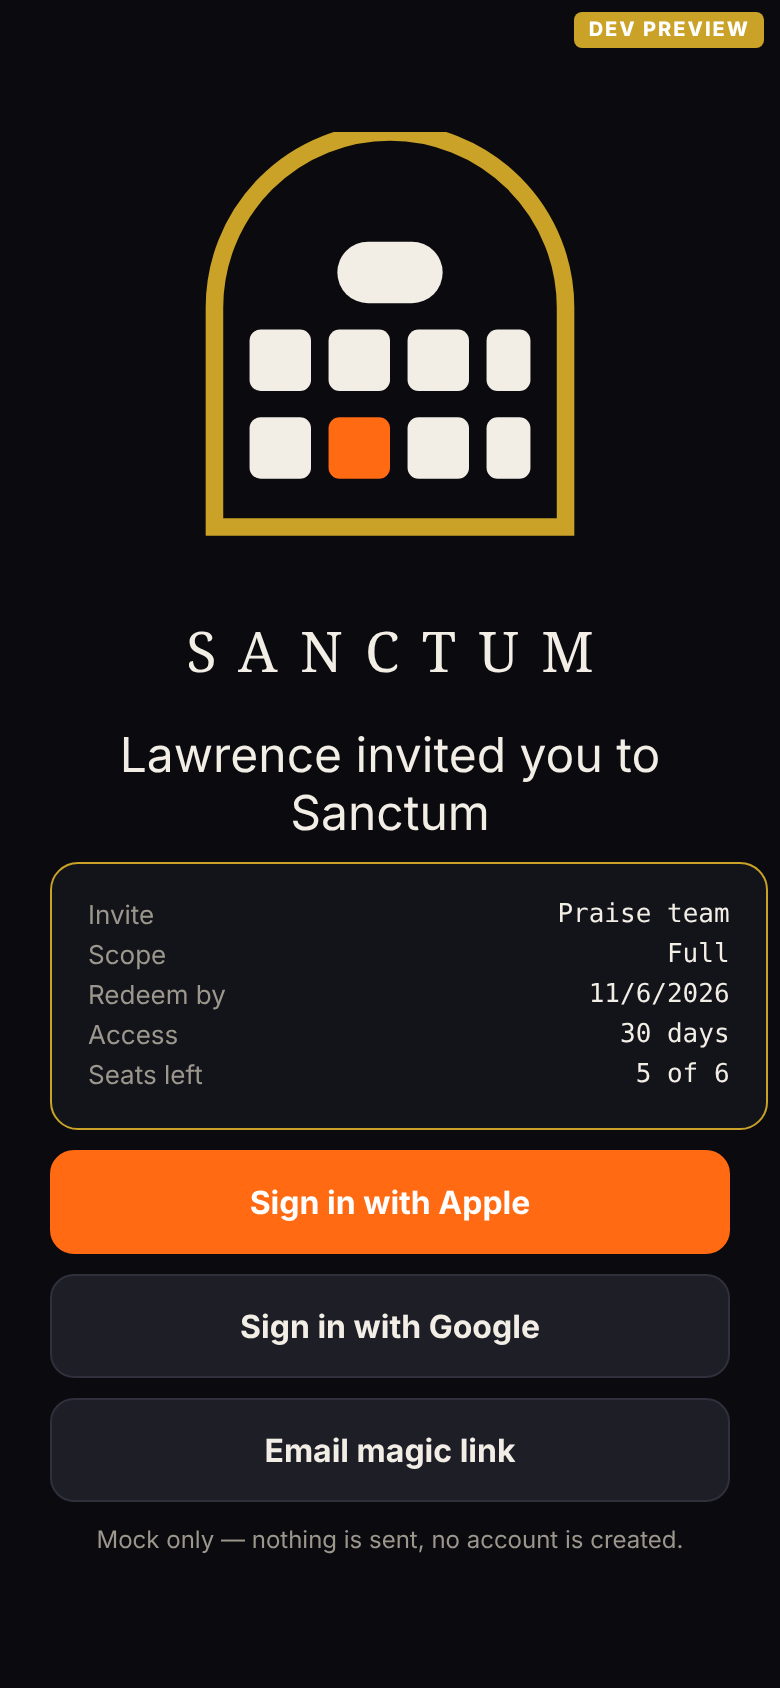 DEV PREVIEW
SANCTUM
Lawrence invited you to
Sanctum
Invite Praise team
Scope Full
Redeem by 11/6/2026
Access 30 days
Seats left 5 of 6
Sign in with Apple
Sign in with Google
Email magic link
Mock only — nothing is sent, no account is created.